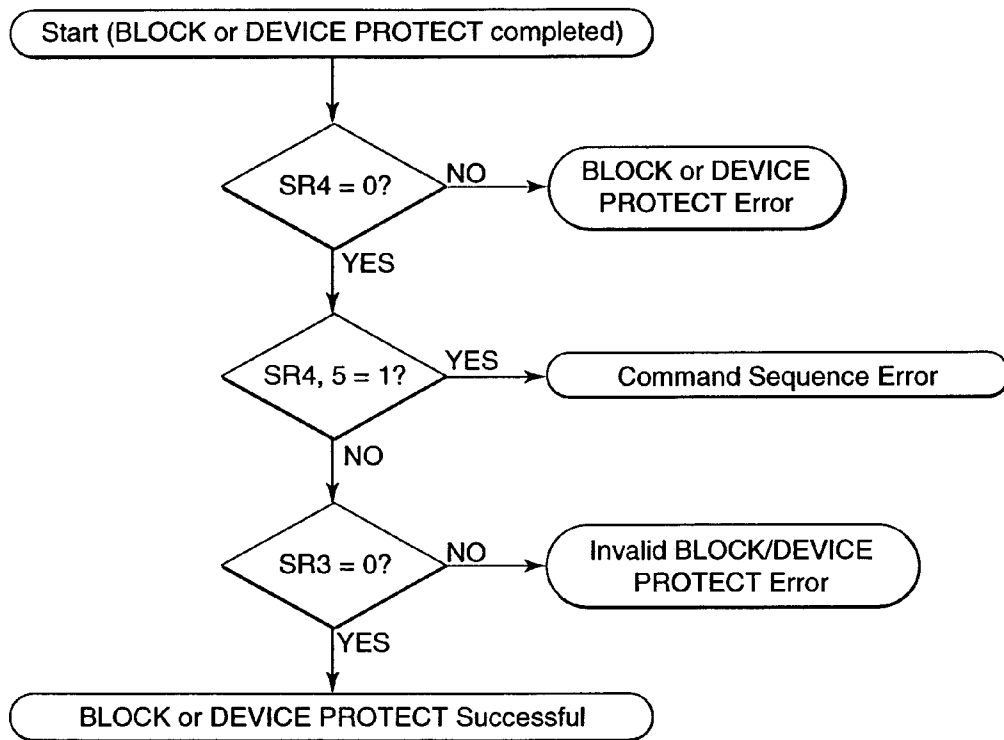 Start (BLOCK or DEVICE PROTECT completed)
SR4 = 0?
NO
BLOCK or DEVICE
PROTECT Error
YES
SR4, 5 = 1?
YES
Command Sequence Error
NO
SR3 = 0?
NO
Invalid BLOCK/DEVICE
PROTECT Error
YES
BLOCK or DEVICE PROTECT Successful